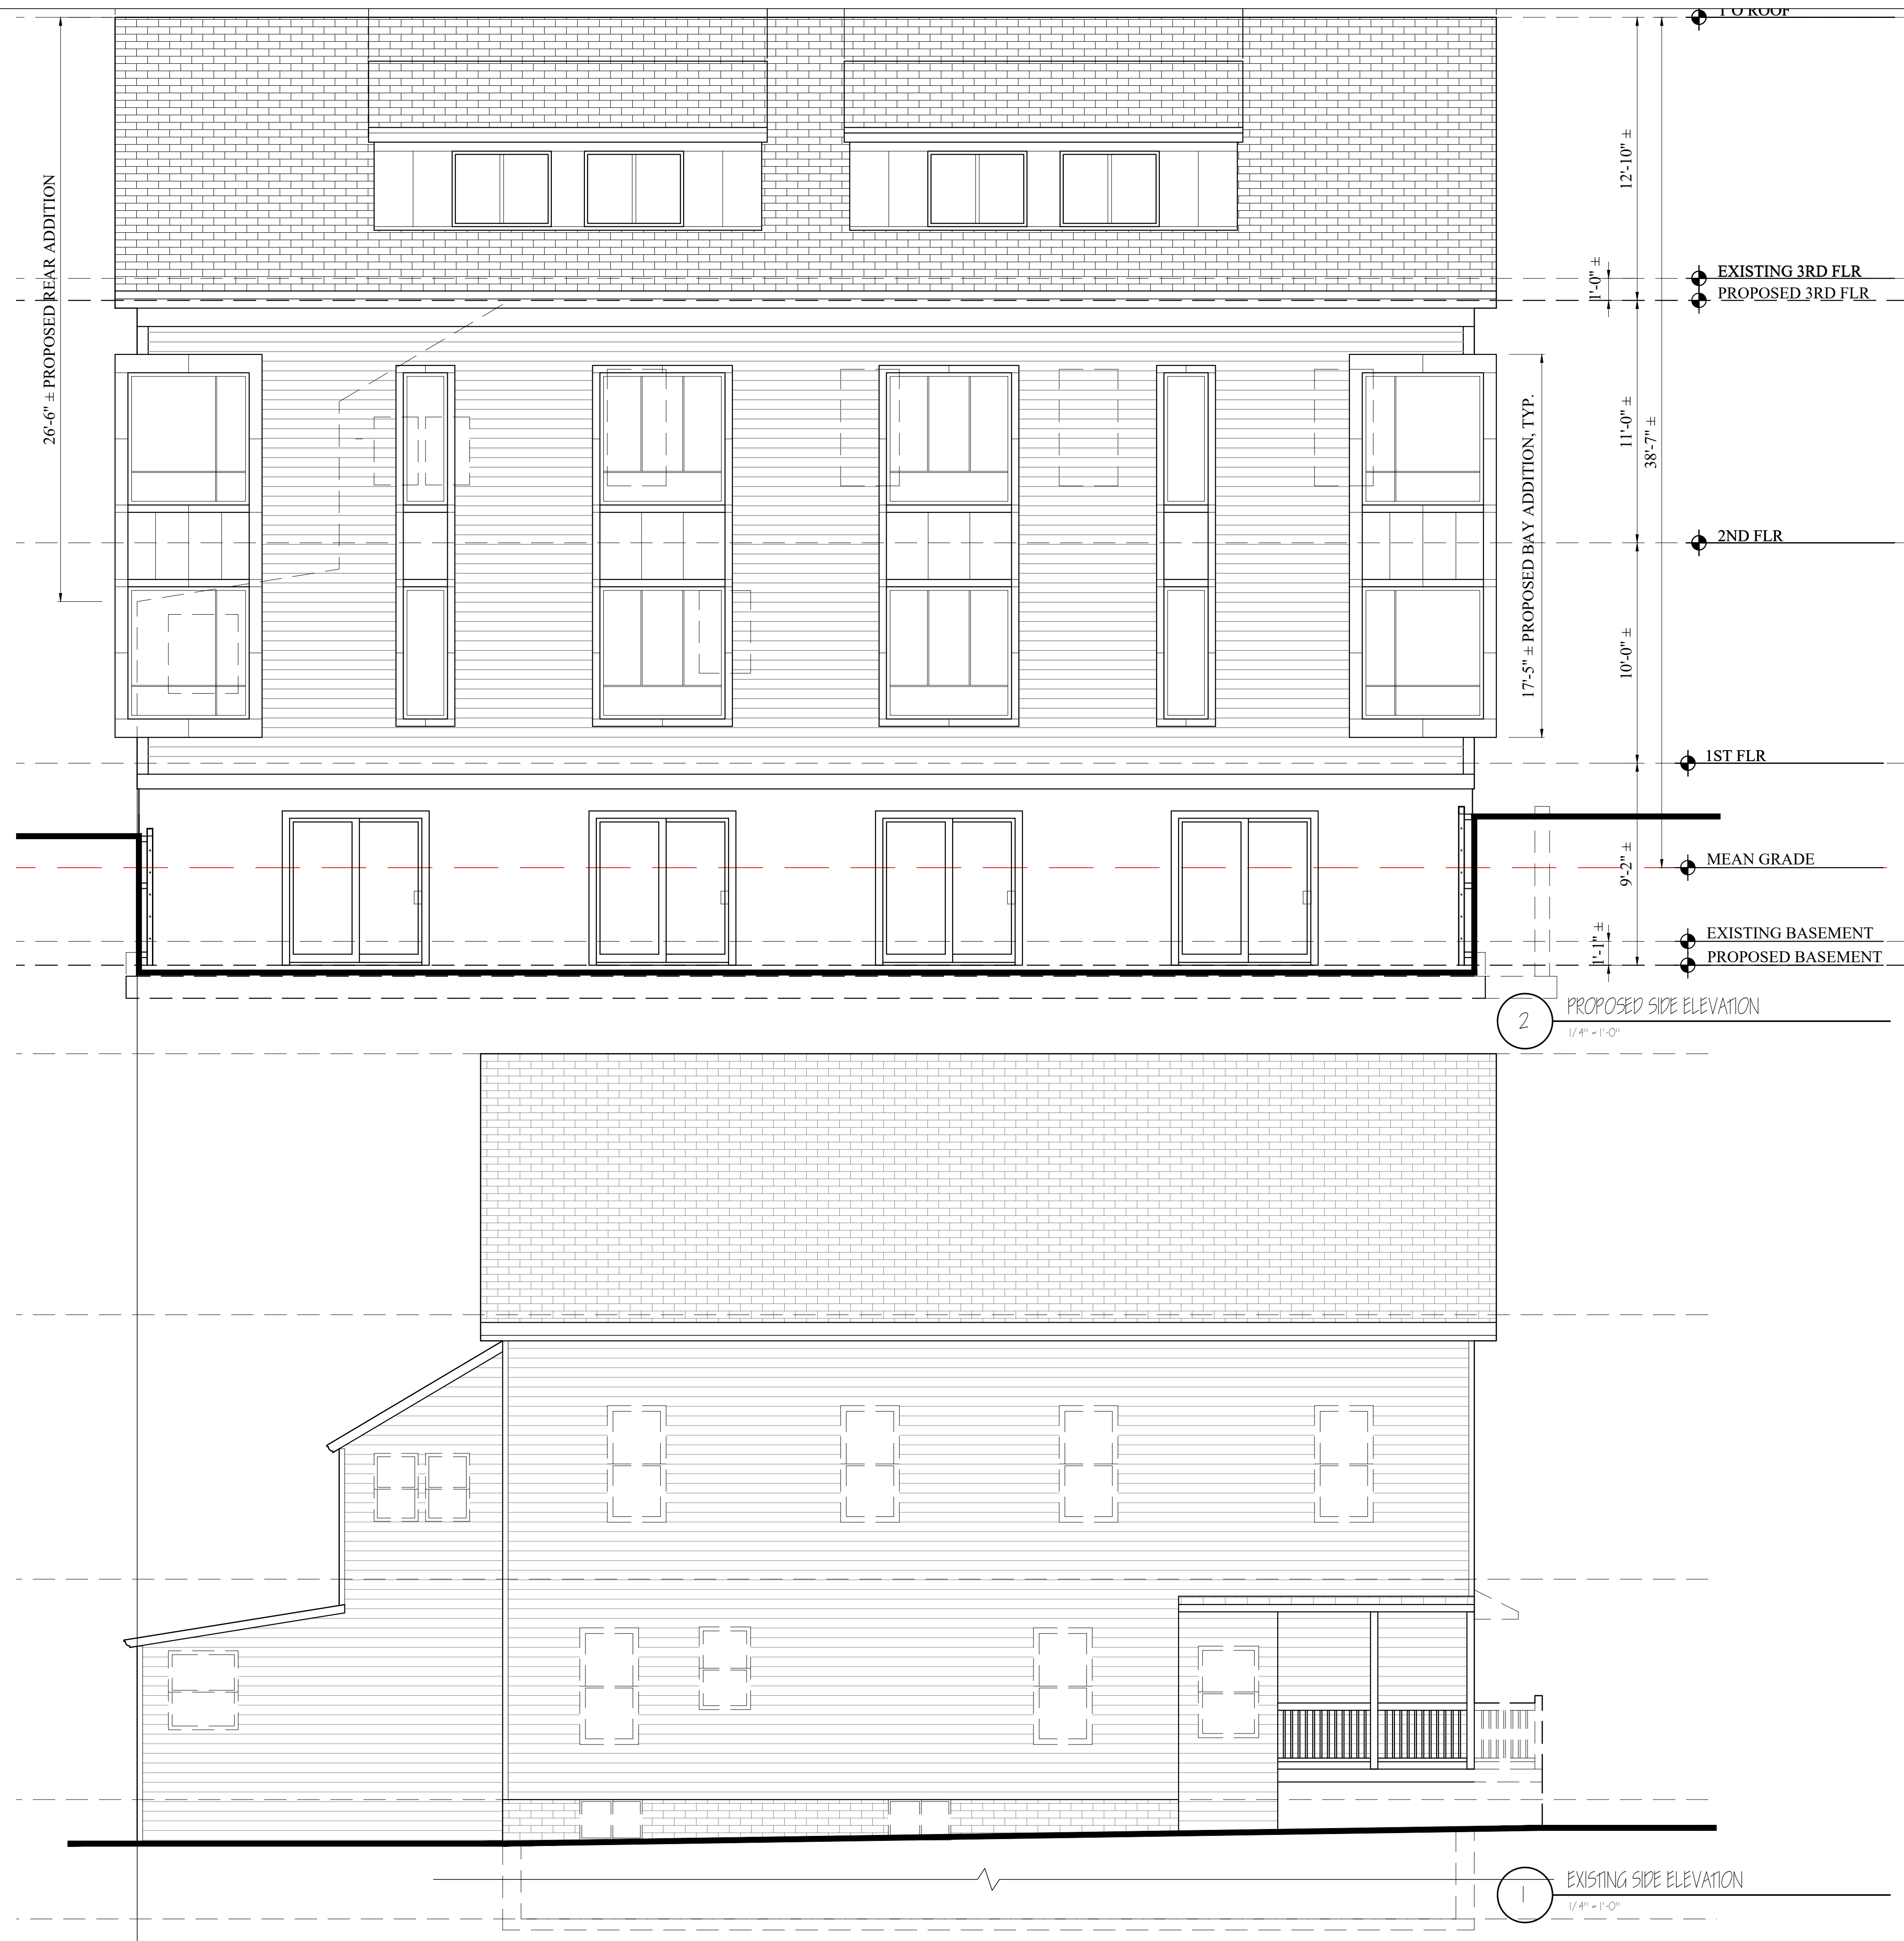 T O ROOF
12'-10" ±
26'-6" ± PROPOSED REAR ADDITION
1'-0" ±
EXISTING 3RD FLR
PROPOSED 3RD FLR
11'-0" ±
38'-7" ±
17'-5" ± PROPOSED BAY ADDITION, TYP.
2ND FLR
10'-0" ±
1ST FLR
9'-2" ±
MEAN GRADE
1'-1" ±
EXISTING BASEMENT
PROPOSED BASEMENT
2
PROPOSED SIDE ELEVATION
1/4" = 1'-0"
1
EXISTING SIDE ELEVATION
1/4" = 1'-0"